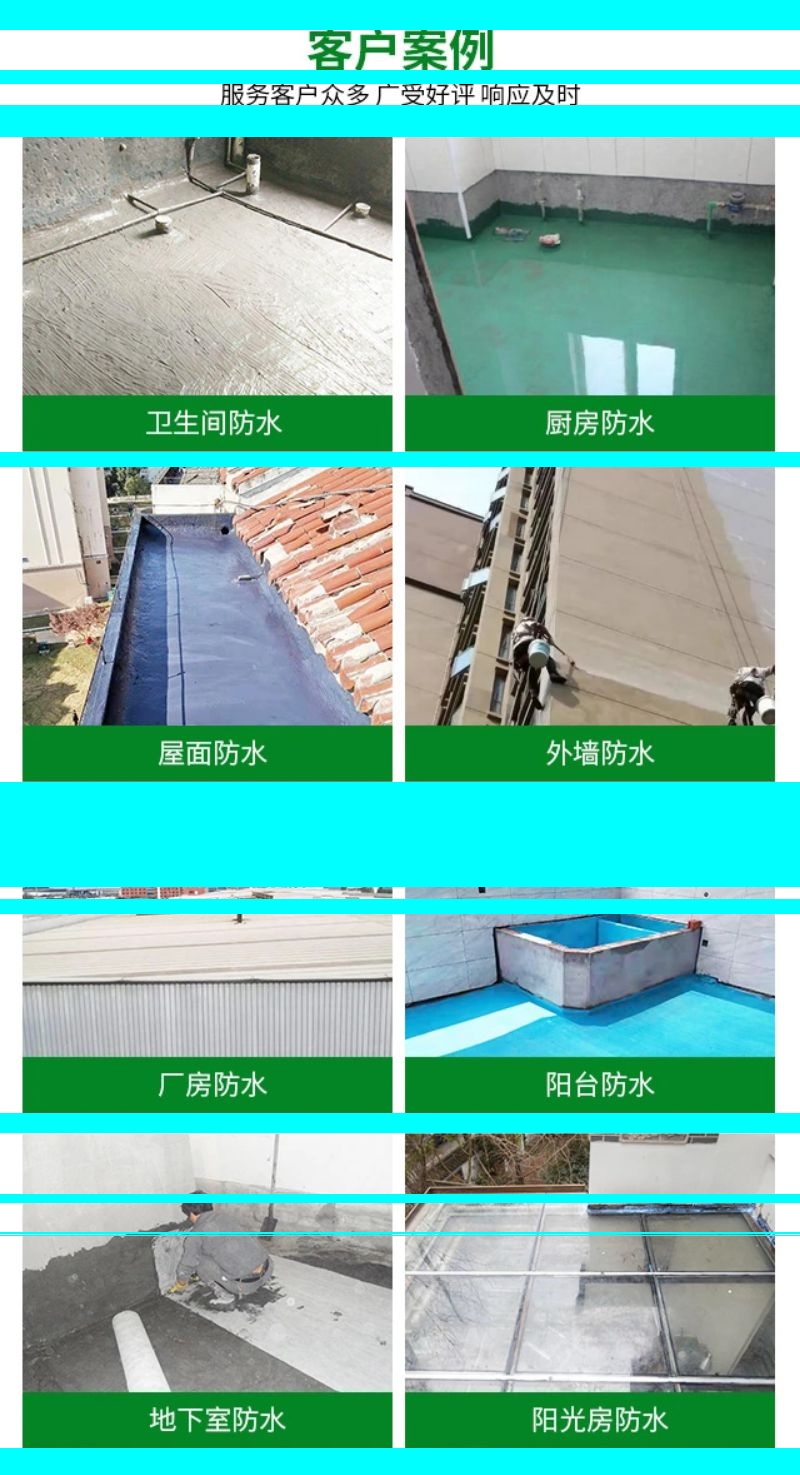 客户案例
服务客户众多 广受好评 响应及时
卫生间防水
厨房防水
屋面防水
外墙防水
厂房防水
阳台防水
地下室防水
阳光房防水